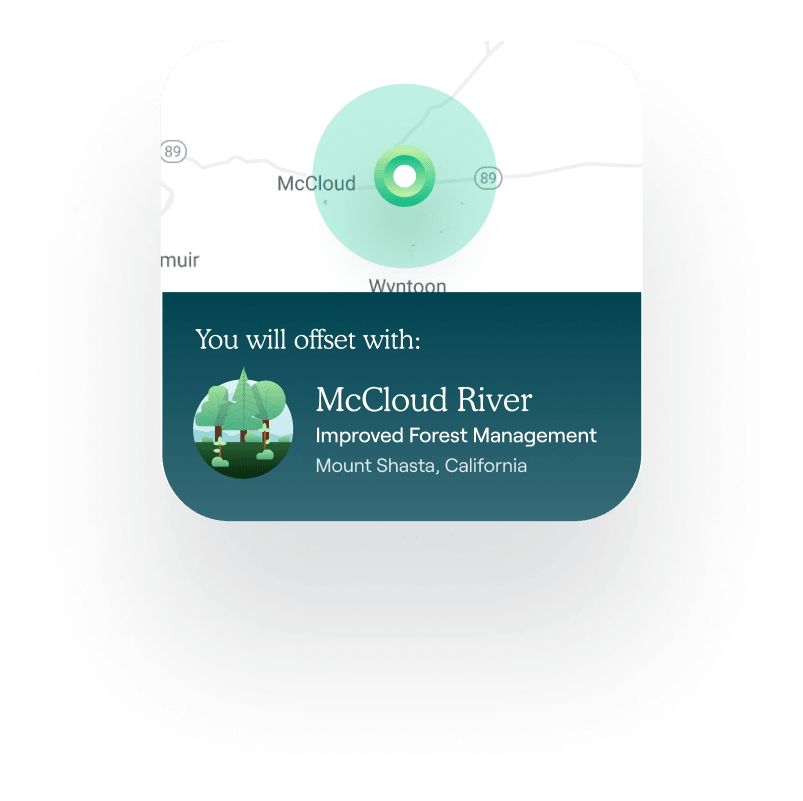 89
McCloud
89
muir
Wyntoon
You will offset with:
McCloud River
Improved Forest Management
Mount Shasta, California